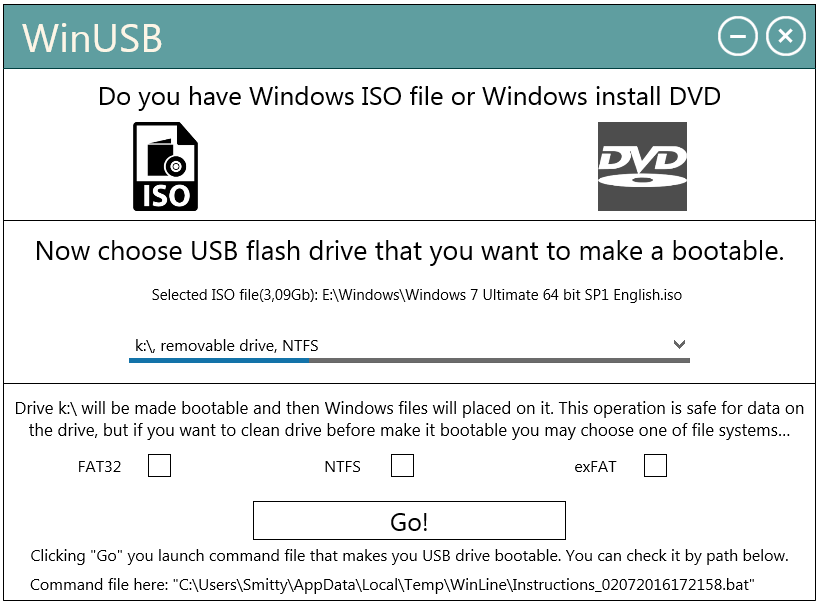 WinUSB
Do you have Windows ISO file or Windows install DVD
ISO
DVD
Now choose USB flash drive that you want to make a bootable.
Selected ISO file(3,09Gb): E:\Windows\Windows 7 Ultimate 64 bit SP1 English.iso
k:\, removable drive, NTFS
Drive k:\ will be made bootable and then Windows files will placed on it. This operation is safe for data on
the drive, but if you want to clean drive before make it bootable you may choose one of file systems...
FAT32 NTFS exFAT
Go!
Clicking "Go" you launch command file that makes you USB drive bootable. You can check it by path below.
Command file here: "C:\Users\Smitty\AppData\Local\Temp\WinLine\Instructions_02072016172158.bat"